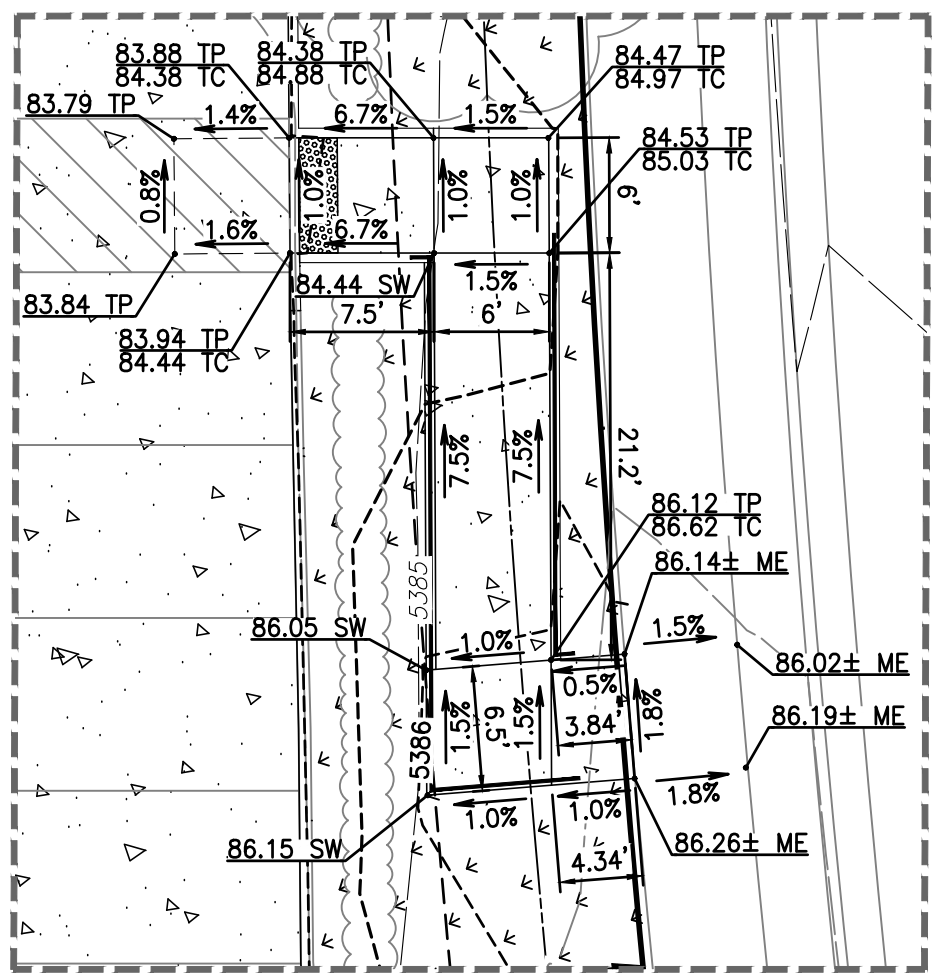 83.88 TP
84.38 TC
84.38 TP
84.88 TC
84.47 TP
84.97 TC
83.79 TP
1.4%
6.7%
1.5%
84.53 TP
85.03 TC
0.8%
1.0%
1.0%
1.0%
6'
1.6%
6.7%
1.5%
84.44 SW
83.84 TP
7.5'
6'
83.94 TP
84.44 TC
7.5%
7.5%
21.2'
86.12 TP
86.62 TC
86.14± ME
5385
86.05 SW
1.0%
1.5%
86.02± ME
0.5%
1.5%
6.5'
1.5%
3.84'
1.8%
86.19± ME
5386
1.8%
1.0%
1.0%
86.15 SW
86.26± ME
4.34'